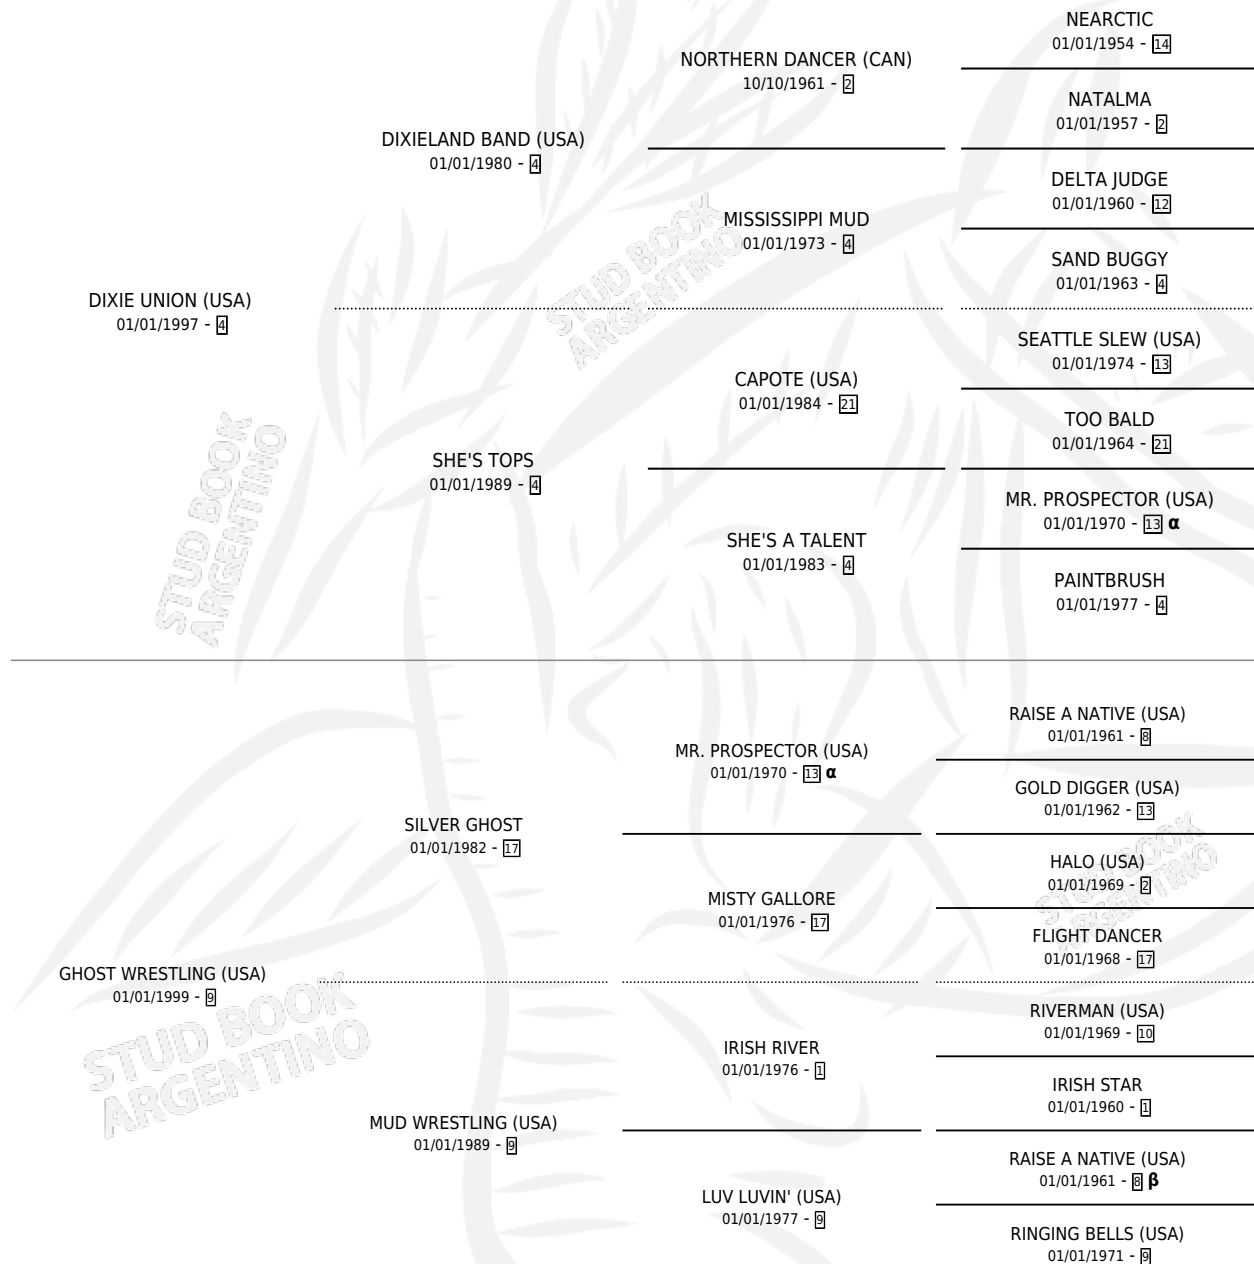 NEARCTIC
01/01/1954 - 14
NORTHERN DANCER (CAN)
10/10/1961 - 2
NATALMA
01/01/1957 - 2
DIXIELAND BAND (USA)
01/01/1980 - 4
DELTA JUDGE
01/01/1960 - 12
MISSISSIPPI MUD
01/01/1973 - 4
SAND BUGGY
01/01/1963 - 4
STUD BOOK
ARGENTINO
DIXIE UNION (USA)
01/01/1997 - 4
SEATTLE SLEW (USA)
01/01/1974 - 13
CAPOTE (USA)
01/01/1984 - 21
TOO BALD
01/01/1964 - 21
SHE'S TOPS
01/01/1989 - 4
MR. PROSPECTOR (USA)
01/01/1970 - 13 α
SHE'S A TALENT
01/01/1983 - 4
PAINTBRUSH
01/01/1977 - 4
STUD BOOK
ARGENTINO
RAISE A NATIVE (USA)
01/01/1961 - 8
MR. PROSPECTOR (USA)
01/01/1970 - 13 α
GOLD DIGGER (USA)
01/01/1962 - 13
SILVER GHOST
01/01/1982 - 17
HALO (USA)
01/01/1969 - 2
MISTY GALLORE
01/01/1976 - 17
FLIGHT DANCER
01/01/1968 - 17
STUD BOOK
ARGENTINO
GHOST WRESTLING (USA)
01/01/1999 - 9
RIVERMAN (USA)
01/01/1969 - 10
IRISH RIVER
01/01/1976 - 1
IRISH STAR
01/01/1960 - 1
STUD BOOK
ARGENTINO
MUD WRESTLING (USA)
01/01/1989 - 9
RAISE A NATIVE (USA)
01/01/1961 - 8 β
LUV LUVIN' (USA)
01/01/1977 - 9
RINGING BELLS (USA)
01/01/1971 - 9